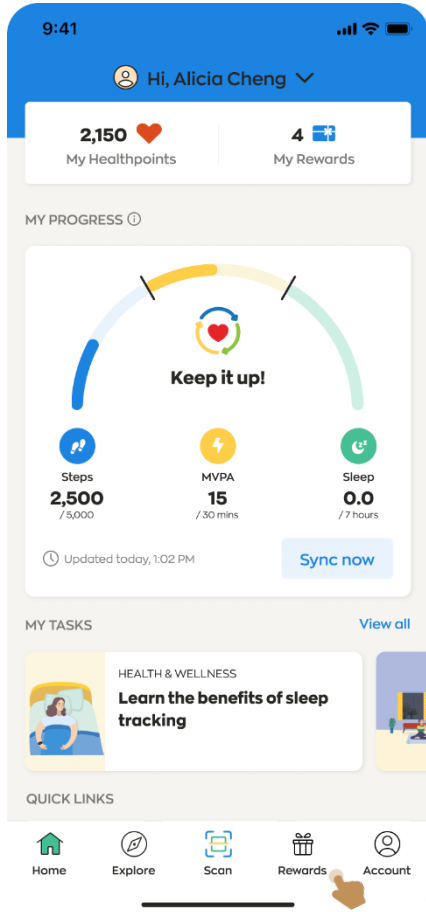 9:41
Hi, Alicia Cheng
2,150
My Healthpoints
4
My Rewards
MY PROGRESS
Keep it up!
Steps
2,500
/ 5,000
MVPA
15
/ 30 mins
Sleep
0.0
/ 7 hours
Updated today, 1:02 PM
Sync now
MY TASKS
View all
HEALTH & WELLNESS
Learn the benefits of sleep
tracking
QUICK LINKS
Home
Explore
Scan
Rewards
Account